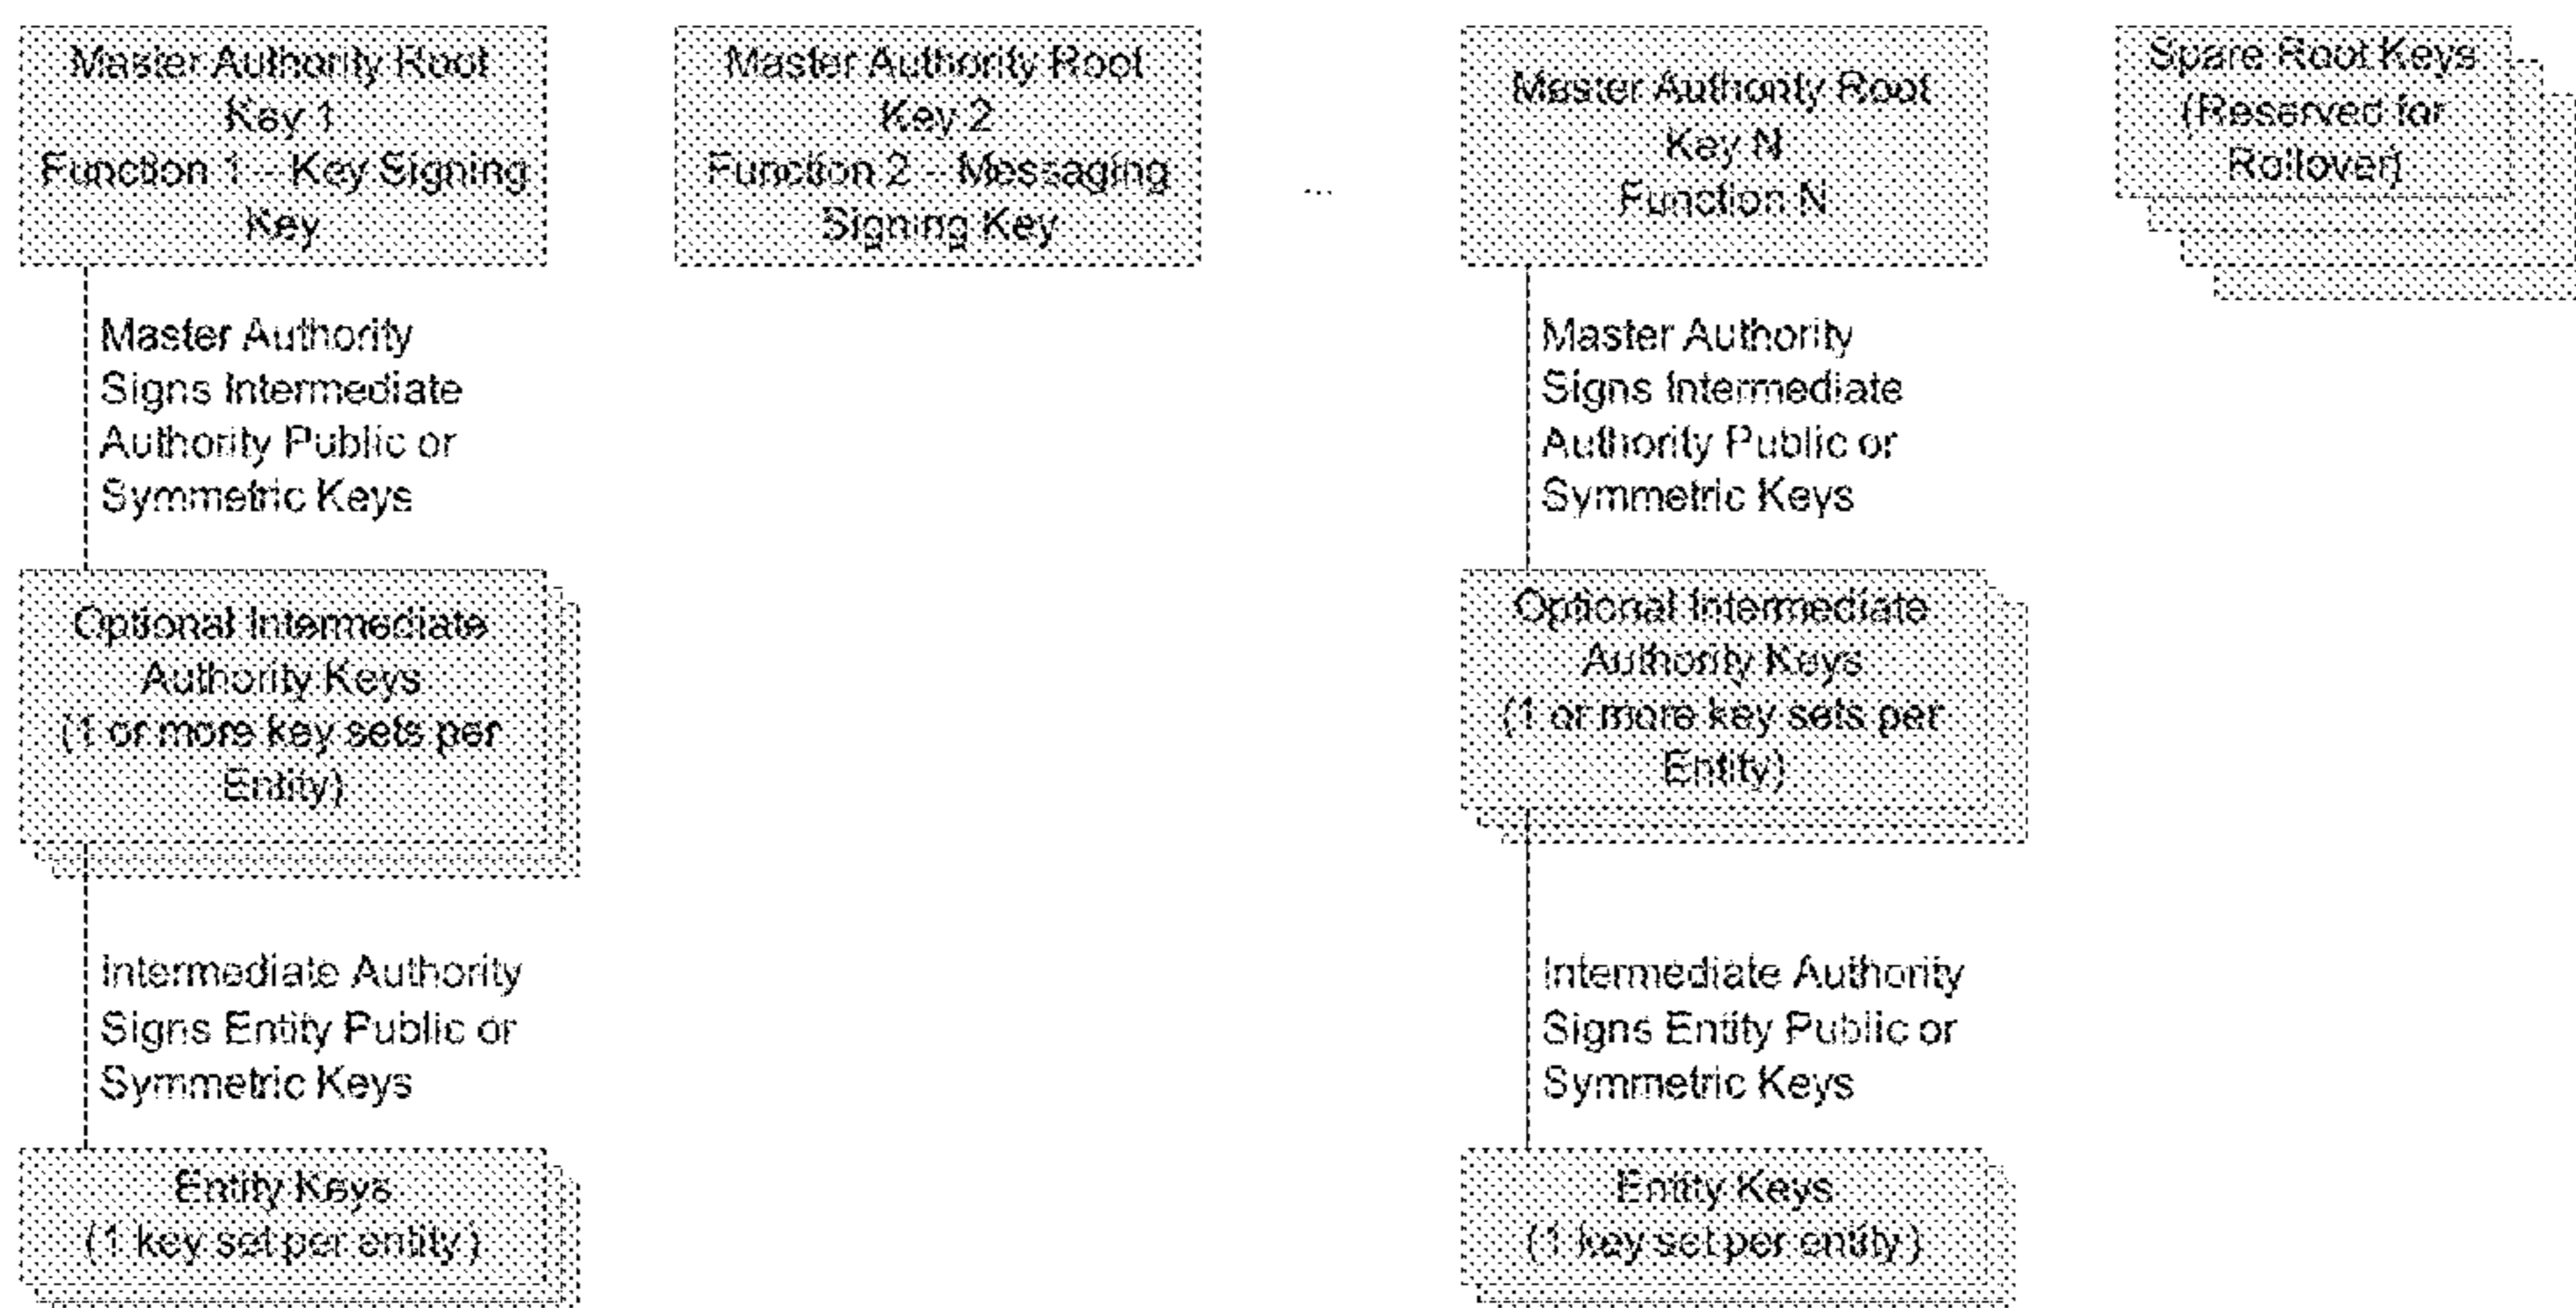 Master Authority Root
Key 1
Function 1 – Key Signing
Key
Master Authority Root
Key 2
Function 2 – Messaging
Signing Key
...
Master Authority Root
Key N
Function N
Spare Root Keys
(Reserved for
Rollover)
Master Authority
Signs Intermediate
Authority Public or
Symmetric Keys
Master Authority
Signs Intermediate
Authority Public or
Symmetric Keys
Optional Intermediate
Authority Keys
(1 or more key sets per
Entity)
Optional Intermediate
Authority Keys
(1 or more key sets per
Entity)
Intermediate Authority
Signs Entity Public or
Symmetric Keys
Intermediate Authority
Signs Entity Public or
Symmetric Keys
Entity Keys
(1 key set per entity)
Entity Keys
(1 key set per entity)